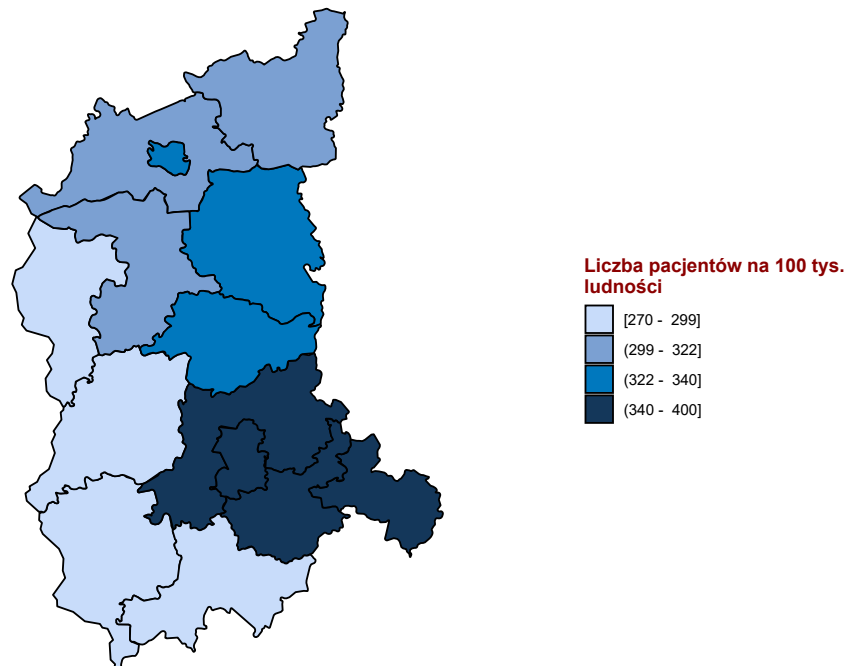 Liczba pacjentów na 100 tys.
ludności
[270 - 299]
(299 - 322]
(322 - 340]
(340 - 400]